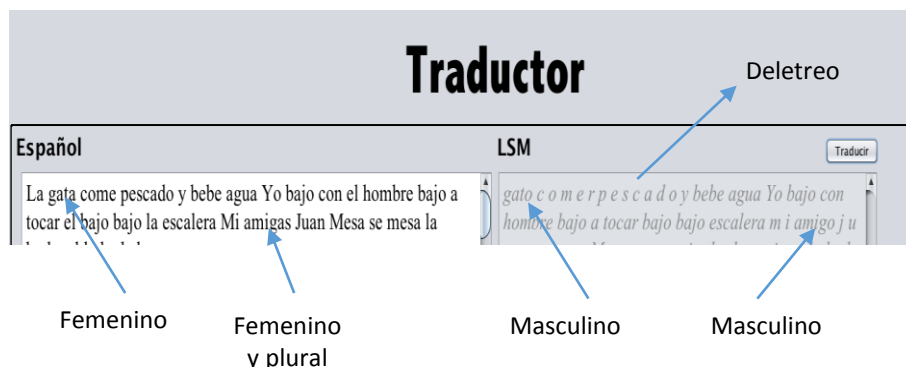 Traductor
Deletreo
Español
LSM
Traducir
La gata come pescado y bebe agua Yo bajo con el hombre bajo a
tocar el bajo bajo la escalera Mi amigas Juan Mesa se mesa la
gato c o m e r p e s c a d o y bebe agua Yo bajo con
hombre bajo a tocar bajo bajo escalera m i amigo j u
Femenino
Femenino
y plural
Masculino
Masculino